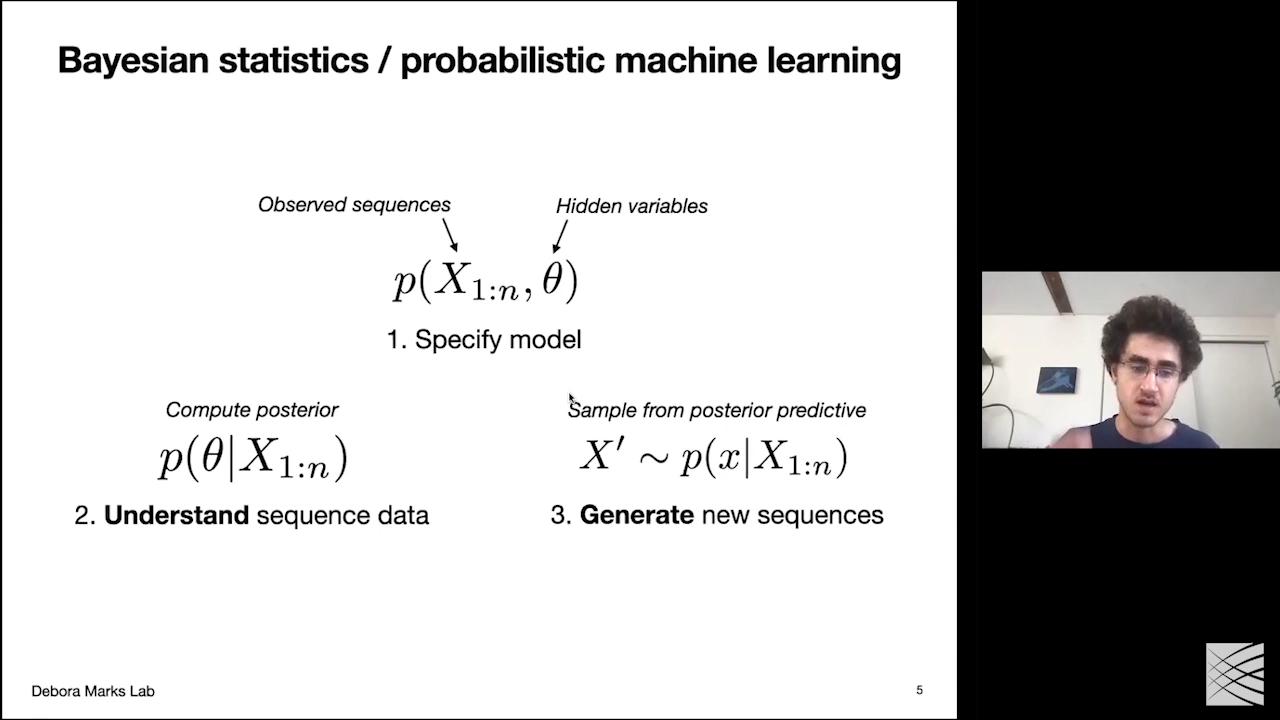 Bayesian statistics / probabilistic machine learning
Observed sequences
Hidden variables
p(X₁:ₙ, θ)
1. Specify model
Compute posterior
p(θ|X₁:ₙ)
2. Understand sequence data
Sample from posterior predictive
X′ ∼ p(x|X₁:ₙ)
3. Generate new sequences
Debora Marks Lab
5